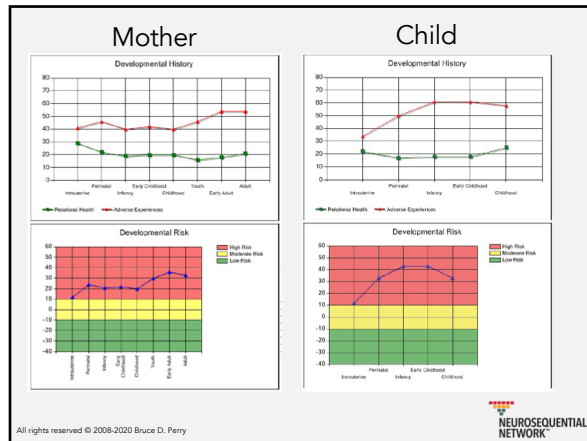 Mother
Child
Developmental History
80
70
60
50
40
30
20
10
0
Intrauterine
Perinatal
Infancy
Early Childhood
Childhood
Youth
Early Adult
Adult
Relational Health
Adverse Experiences
Developmental History
80
70
60
50
40
30
20
10
0
Intrauterine
Perinatal
Infancy
Early Childhood
Childhood
Relational Health
Adverse Experiences
Developmental Risk
60
50
40
30
20
10
0
-10
-20
-30
-40
Intrauterine
Perinatal
Infancy
Early
Childhood
Childhood
Youth
Early Adult
Adult
High Risk
Moderate Risk
Low Risk
Developmental Risk
60
50
40
30
20
10
0
-10
-20
-30
-40
Intrauterine
Perinatal
Infancy
Early Childhood
Childhood
High Risk
Moderate Risk
Low Risk
All rights reserved © 2008-2020 Bruce D. Perry
NEUROSEQUENTIAL
NETWORK™